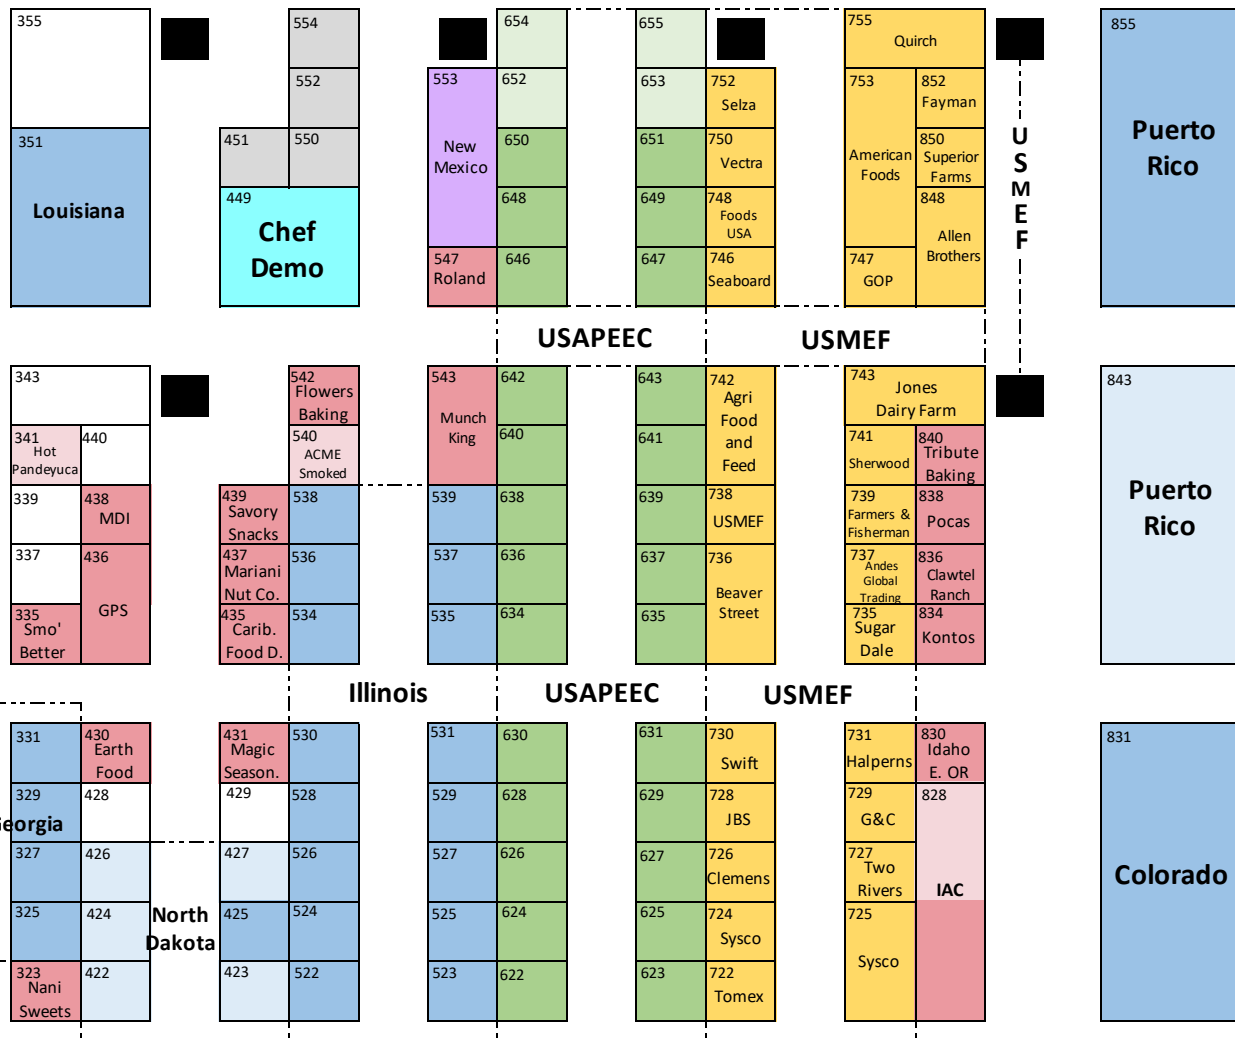 355
554
654
655
755
Quirch
855
Puerto
Rico
552
553
New
Mexico
652
653
752
Selza
753
American
Foods
852
Fayman
351
Louisiana
451
550
650
651
750
Vectra
850
Superior
Farms
449
Chef
Demo
648
649
748
Foods
USA
848
Allen
Brothers
547
Roland
646
647
746
Seaboard
747
GOP
U
S
M
E
F
USAPEEC
USMEF
343
542
Flowers
Baking
543
Munch
King
642
643
742
Agri
Food
and
Feed
743
Jones
Dairy Farm
843
Puerto
Rico
341
Hot
Pandeyuca
440
540
ACME
Smoked
640
641
741
Sherwood
840
Tribute
Baking
339
438
MDI
439
Savory
Snacks
538
539
638
639
738
USMEF
739
Farmers &
Fisherman
838
Pocas
337
436
GPS
437
Mariani
Nut Co.
536
537
636
637
736
Beaver
Street
737
Andes
Global
Trading
836
Clawtel
Ranch
335
Smo'
Better
435
Carib.
Food D.
534
535
634
635
735
Sugar
Dale
834
Kontos
Illinois
USAPEEC
USMEF
331
430
Earth
Food
431
Magic
Season.
530
531
630
631
730
Swift
731
Halperns
830
Idaho
E. OR
831
Colorado
329
428
429
528
529
628
629
728
JBS
729
G&C
828
IAC
Georgia
327
426
427
526
527
626
627
726
Clemens
727
Two
Rivers
325
424
North
Dakota
425
524
525
624
625
724
Sysco
725
Sysco
323
Nani
Sweets
422
423
522
523
622
623
722
Tomex